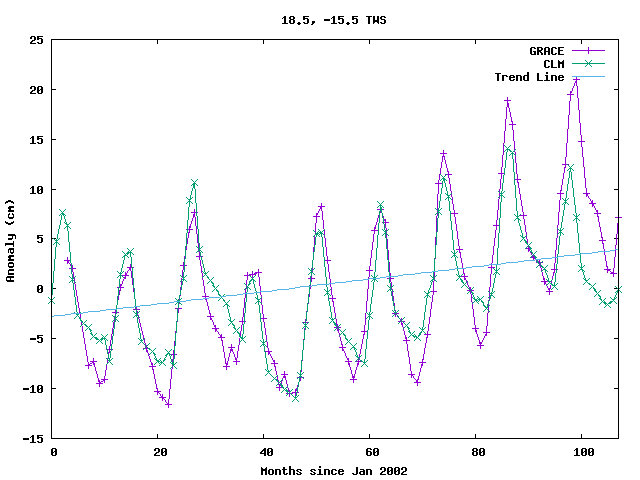 18.5, -15.5 TWS
GRACE
CLM
Trend Line
25
20
15
10
5
0
-5
-10
-15
Anomaly (cm)
0 20 40 60 80 100
Months since Jan 2002